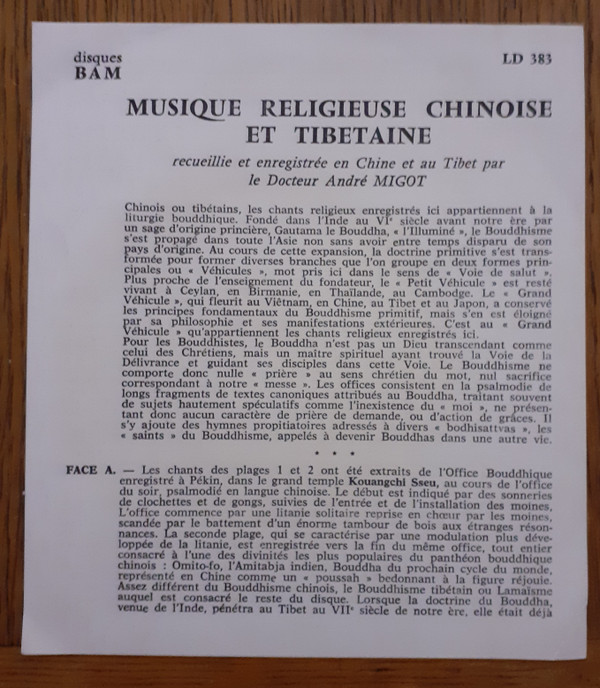 disques
BAM
LD 383
MUSIQUE RELIGIEUSE CHINOISE
ET TIBETAINE
recueillie et enregistrée en Chine et au Tibet par
le Docteur André MIGOT
Chinois ou tibétains, les chants religieux enregistrés ici appartiennent à la
liturgie bouddhique. Fondé dans l'Inde au VIe siècle avant notre ère par
un sage d'origine princière, Gautama le Bouddha, « l'Illuminé », le Bouddhisme
s'est propagé dans toute l'Asie non sans avoir entre temps disparu de son
pays d'origine. Au cours de cette expansion, la doctrine primitive s'est trans-
formée pour former diverses branches que l'on groupe en deux formes prin-
cipales ou « Véhicules », mot pris ici dans le sens de « Voie de salut ».
Plus proche de l'enseignement du fondateur, le « Petit Véhicule » est resté
vivant à Ceylan, en Birmanie, en Thaïlande, au Cambodge. Le « Grand
Véhicule », qui fleurit au Viêtnam, en Chine, au Tibet et au Japon, a conservé
les principes fondamentaux du Bouddhisme primitif, mais s'en est éloigné
par sa philosophie et ses manifestations extérieures. C'est au « Grand
Véhicule » qu'appartiennent les chants religieux enregistrés ici.
Pour les Bouddhistes, le Bouddha n'est pas un Dieu transcendant comme
celui des Chrétiens, mais un maître spirituel ayant trouvé la Voie de la
Délivrance et guidant ses disciples dans cette Voie. Le Bouddhisme ne
comporte donc nulle « prière » au sens chrétien du mot, nul sacrifice
correspondant à notre « messe ». Les offices consistent en la psalmodie de
longs fragments de textes canoniques attribués au Bouddha, traitant souvent
de sujets hautement spéculatifs comme l'inexistence du « moi », ne présen-
tant donc aucun caractère de prière de demande, ou d'action de grâces. Il
s'y ajoute des hymnes propitiatoires adressés à divers « bodhisattvas », les
« saints » du Bouddhisme, appelés à devenir Bouddhas dans une autre vie.
* * *
FACE A. — Les chants des plages 1 et 2 ont été extraits de l'Office Bouddhique
enregistré à Pékin, dans le grand temple Kouangchi Sseu, au cours de l'office
du soir, psalmodié en langue chinoise. Le début est indiqué par des sonneries
de clochettes et de gongs, suivies de l'entrée et de l'installation des moines.
L'office commence par une litanie solitaire reprise en chœur par les moines,
scandée par le battement d'un énorme tambour de bois aux étranges réson-
nances. La seconde plage, qui se caractérise par une modulation plus déve-
loppée de la litanie, est enregistrée vers la fin du même office, tout entier
consacré à l'une des divinités les plus populaires du panthéon bouddhique
chinois : Omito-fo, l'Amitabja indien, Bouddha du prochain cycle du monde,
représenté en Chine comme un « poussah » bedonnant à la figure réjouie.
Assez différent du Bouddhisme chinois, le Bouddhisme tibétain ou Lamaïsme
auquel est consacré le reste du disque. Lorsque la doctrine du Bouddha,
venue de l'Inde, pénétra au Tibet au VIIe siècle de notre ère, elle était déjà